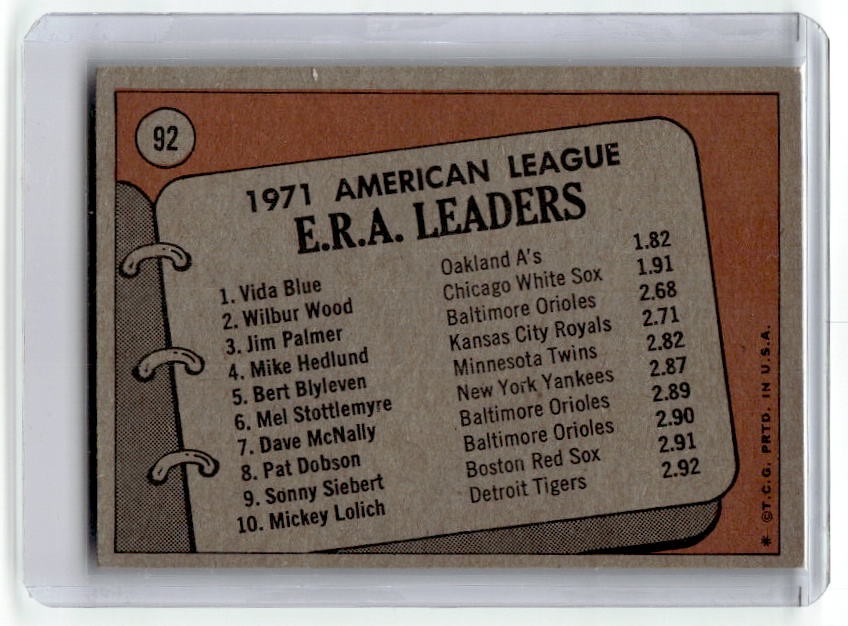 92
1971 AMERICAN LEAGUE
E.R.A. LEADERS
1. Vida Blue Oakland A's 1.82
2. Wilbur Wood Chicago White Sox 1.91
3. Jim Palmer Baltimore Orioles 2.68
4. Mike Hedlund Kansas City Royals 2.71
5. Bert Blyleven Minnesota Twins 2.82
6. Mel Stottlemyre New York Yankees 2.87
7. Dave McNally Baltimore Orioles 2.89
8. Pat Dobson Baltimore Orioles 2.90
9. Sonny Siebert Boston Red Sox 2.91
10. Mickey Lolich Detroit Tigers 2.92
* ©T.C.G. PRTD. IN U.S.A.